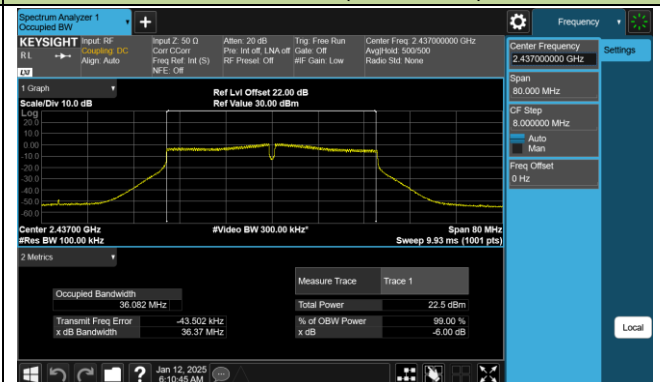 Spectrum Analyzer 1
Occupied BW
+
Frequency
KEYSIGHT
R L
LXI
Input: RF
Coupling: DC
Align: Auto
Input Z: 50 Ω
Corr CCorr
Freq Ref: Int (S)
NFE: Off
Atten: 20 dB
Pre: Int off, LNA off
RF Presel: Off
Trig: Free Run
Gate: Off
#IF Gain: Low
Center Freq: 2.437000000 GHz
Avg|Hold: 500/500
Radio Std: None
Center Frequency
2.437000000 GHz
Settings
Span
80.000 MHz
CF Step
8.000000 MHz
Auto
Man
Freq Offset
0 Hz
Local
1 Graph
Scale/Div 10.0 dB
Ref Lvl Offset 22.00 dB
Ref Value 30.00 dBm
Log
20.0
10.0
0.00
-10.0
-20.0
-30.0
-40.0
-50.0
-60.0
Center 2.43700 GHz
#Video BW 300.00 kHz*
Span 80 MHz
#Res BW 100.00 kHz
Sweep 9.93 ms (1001 pts)
2 Metrics
Measure Trace Trace 1
Occupied Bandwidth
36.082 MHz
Total Power 22.5 dBm
Transmit Freq Error -43.502 kHz
% of OBW Power 99.00 %
x dB Bandwidth 36.37 MHz
x dB -6.00 dB
?
Jan 12, 2025
6:10:45 AM